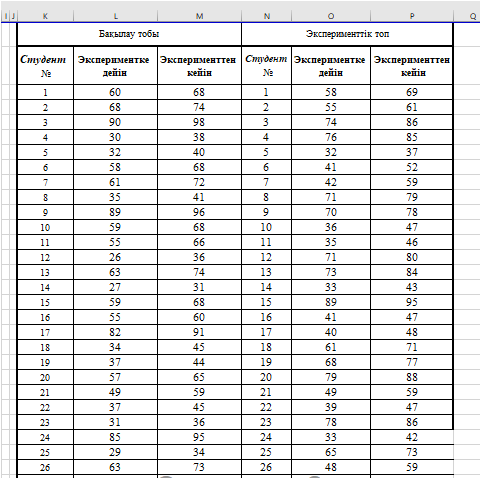 I J K L M N O P Q
Бақылау тобы Эксперименттік топ
Студент № Экспериментке дейін Эксперименттен кейін Студент № Экспериментке дейін Эксперименттен кейін
1 60 68 1 58 69
2 68 74 2 55 61
3 90 98 3 74 86
4 30 38 4 76 85
5 32 40 5 32 37
6 58 68 6 41 52
7 61 72 7 42 59
8 35 41 8 71 79
9 89 96 9 70 78
10 59 68 10 36 47
11 55 66 11 35 46
12 26 36 12 71 80
13 63 74 13 73 84
14 27 31 14 33 43
15 59 68 15 89 95
16 55 60 16 41 47
17 82 91 17 40 48
18 34 45 18 61 71
19 37 44 19 68 77
20 57 65 20 79 88
21 49 59 21 49 59
22 37 45 22 39 47
23 31 36 23 78 86
24 85 95 24 33 42
25 29 34 25 65 73
26 63 73 26 48 59